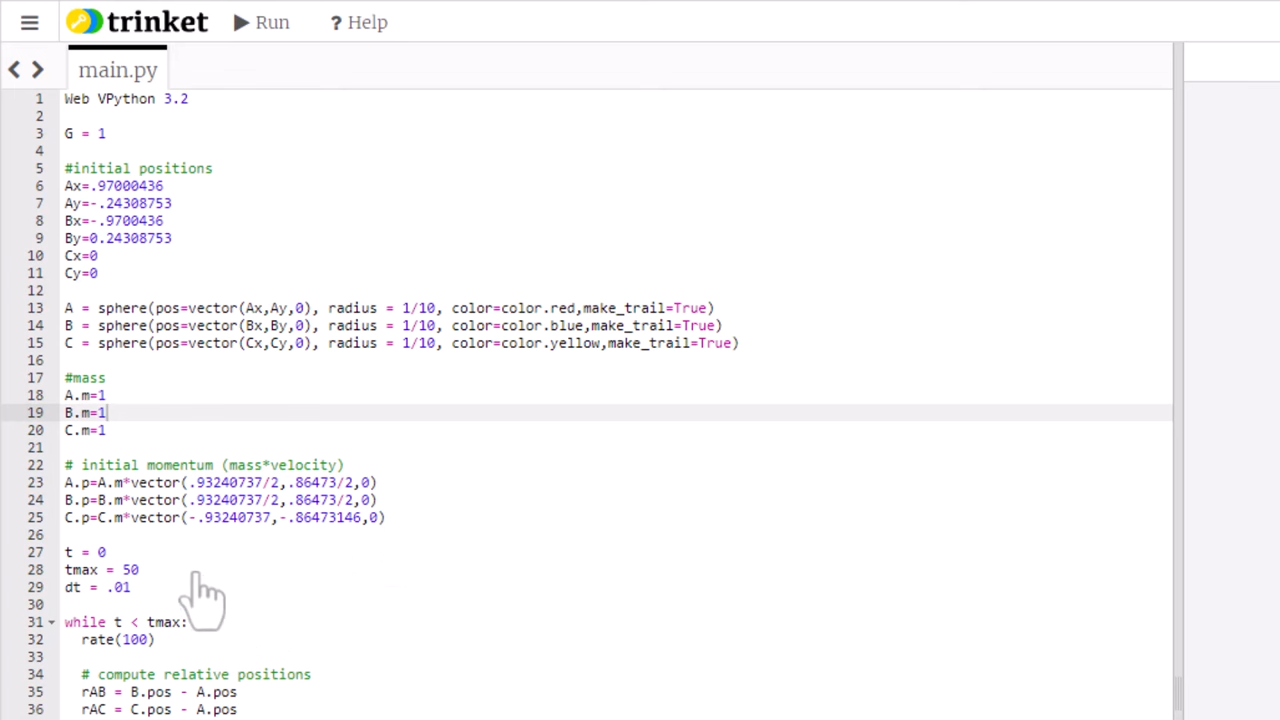 trinket Run ? Help
main.py
1 Web VPython 3.2
2
3 G = 1
4
5 #initial positions
6 Ax=.97000436
7 Ay=-.24308753
8 Bx=-.9700436
9 By=0.24308753
10 Cx=0
11 Cy=0
12
13 A = sphere(pos=vector(Ax,Ay,0), radius = 1/10, color=color.red,make_trail=True)
14 B = sphere(pos=vector(Bx,By,0), radius = 1/10, color=color.blue,make_trail=True)
15 C = sphere(pos=vector(Cx,Cy,0), radius = 1/10, color=color.yellow,make_trail=True)
16
17 #mass
18 A.m=1
19 B.m=1
20 C.m=1
21
22 # initial momentum (mass*velocity)
23 A.p=A.m*vector(.93240737/2,.86473/2,0)
24 B.p=B.m*vector(.93240737/2,.86473/2,0)
25 C.p=C.m*vector(-.93240737,-.86473146,0)
26
27 t = 0
28 tmax = 50
29 dt = .01
30
31 while t < tmax:
32 rate(100)
33
34 # compute relative positions
35 rAB = B.pos - A.pos
36 rAC = C.pos - A.pos